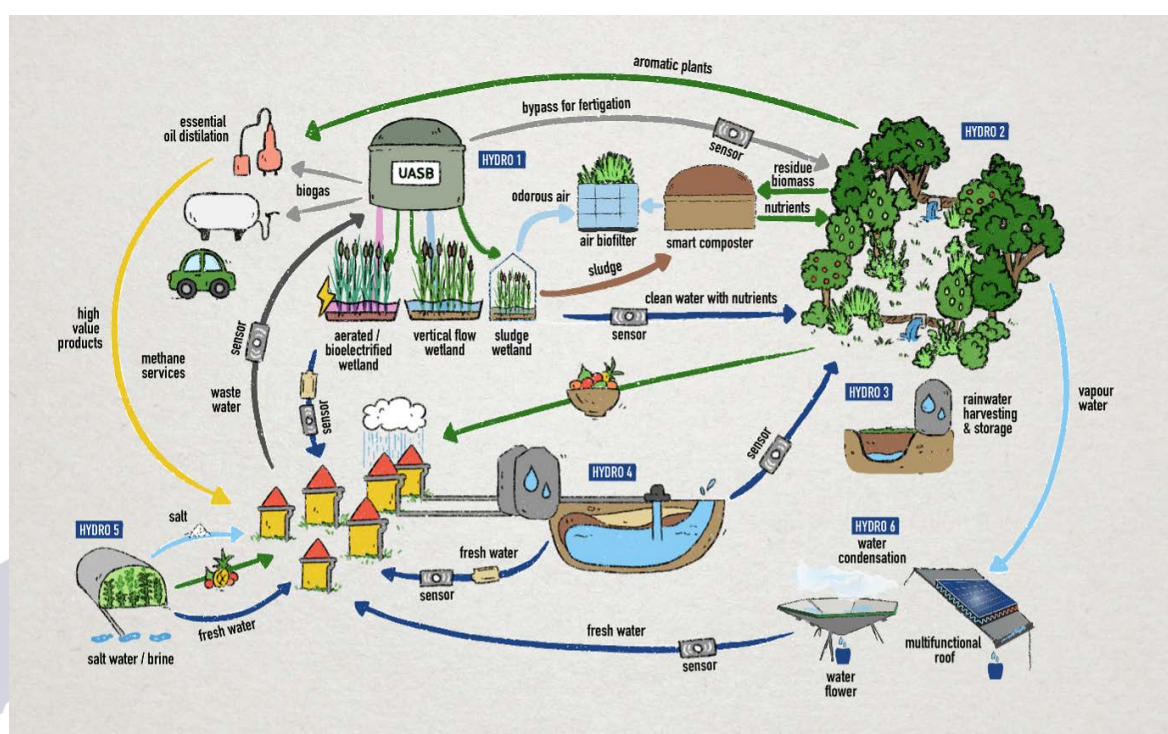 aromatic plants
bypass for fertigation
sensor
essential
oil distilation
HYDRO 1
UASB
HYDRO 2
biogas
odorous air
residue
biomass
nutrients
air biofilter
smart composter
sludge
clean water with nutrients
sensor
aerated /
bioelectrified
wetland
vertical flow
wetland
sludge
wetland
high
value
products
methane
services
sensor
waste
water
sensor
HYDRO 3
rainwater
harvesting
& storage
vapour
water
sensor
HYDRO 4
HYDRO 5
salt
fresh water
salt water / brine
fresh water
sensor
HYDRO 6
water
condensation
fresh water
sensor
water
flower
multifunctional
roof